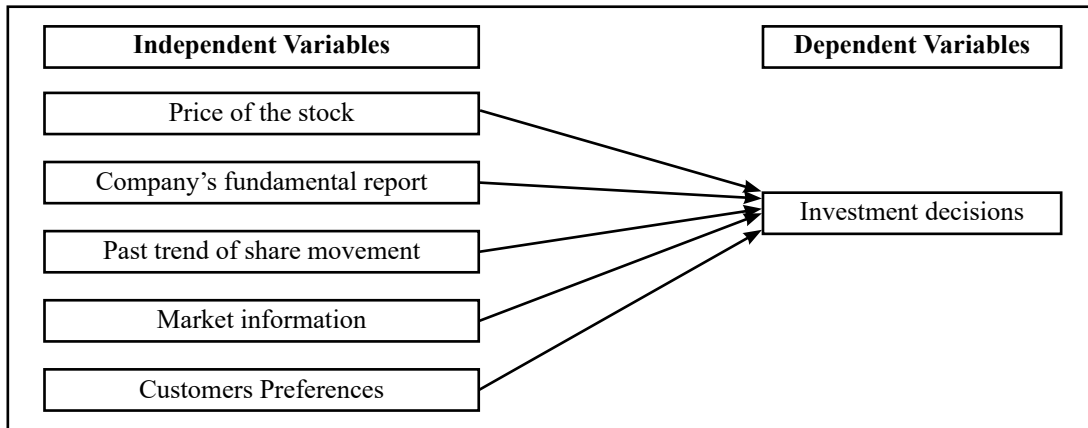 Independent Variables
Dependent Variables
Price of the stock
Company’s fundamental report
Past trend of share movement
Market information
Customers Preferences
Investment decisions